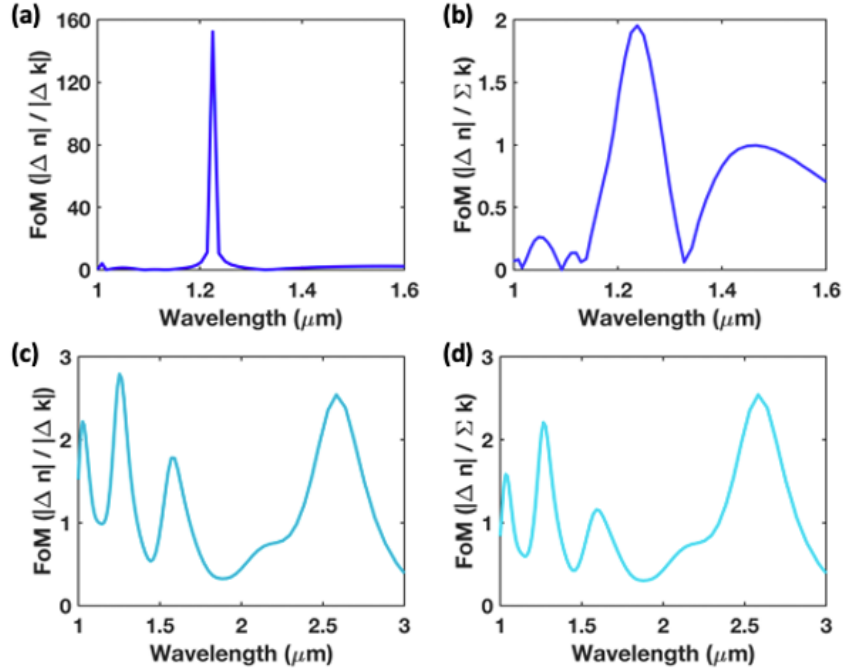 (a)
FoM (|Δ n| / |Δ k|)
160
120
80
40
0
1 1.2 1.4 1.6
Wavelength (μm)
(b)
FoM (|Δ n| / Σ k)
2
1.5
1
0.5
0
1 1.2 1.4 1.6
Wavelength (μm)
(c)
FoM (|Δ n| / |Δ k|)
3
2
1
0
1 1.5 2 2.5 3
Wavelength (μm)
(d)
FoM (|Δ n| / Σ k)
3
2
1
0
1 1.5 2 2.5 3
Wavelength (μm)